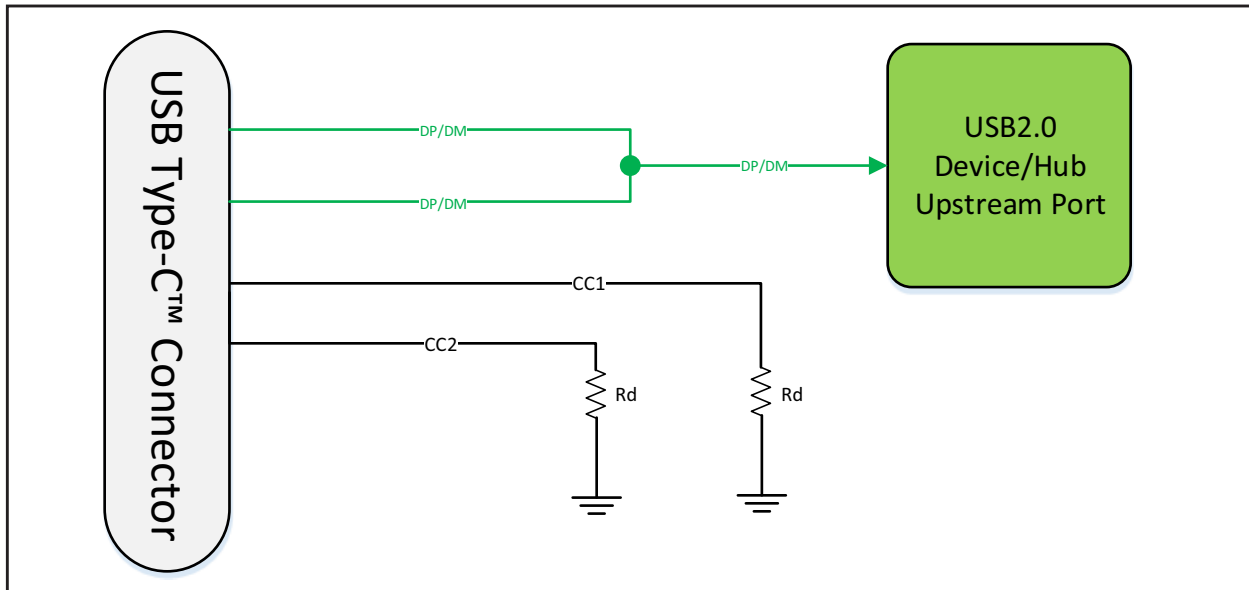 USB Type-C™ Connector
DP/DM
DP/DM
DP/DM
USB2.0
Device/Hub
Upstream Port
CC1
CC2
Rd
Rd